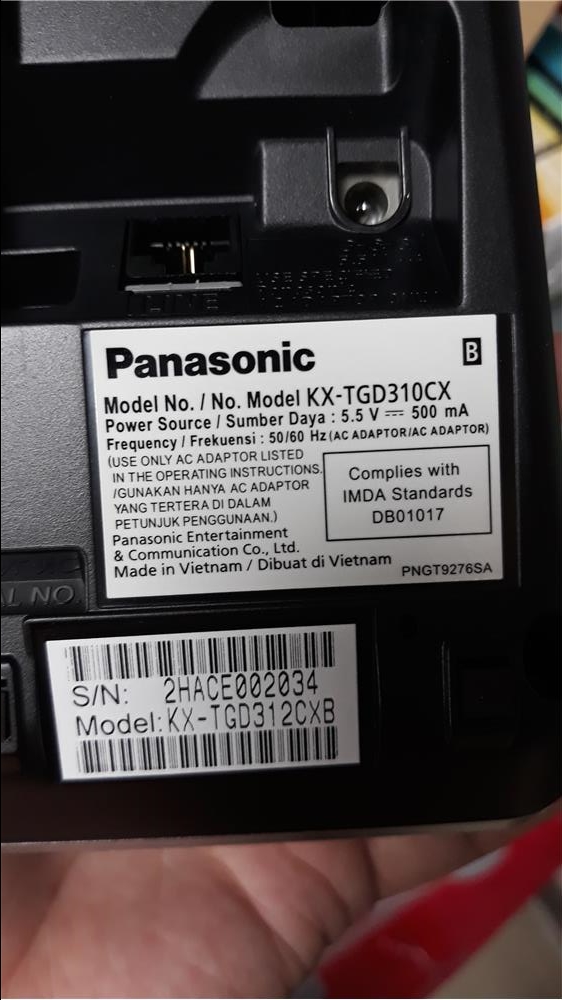 LINE
USE SPECIFIED
Panasonic
B
Model No. / No. Model KX-TGD310CX
Power Source / Sumber Daya : 5.5 V ⎓ 500 mA
Frequency / Frekuensi : 50/60 Hz (AC ADAPTOR/AC ADAPTOR)
(USE ONLY AC ADAPTOR LISTED
IN THE OPERATING INSTRUCTIONS.
/GUNAKAN HANYA AC ADAPTOR
YANG TERTERA DI DALAM
PETUNJUK PENGGUNAAN.)
Complies with
IMDA Standards
DB01017
Panasonic Entertainment
& Communication Co., Ltd.
Made in Vietnam / Dibuat di Vietnam
PNGT9276SA
NO.
S/N: 2HACE002034
Model:KX-TGD312CXB